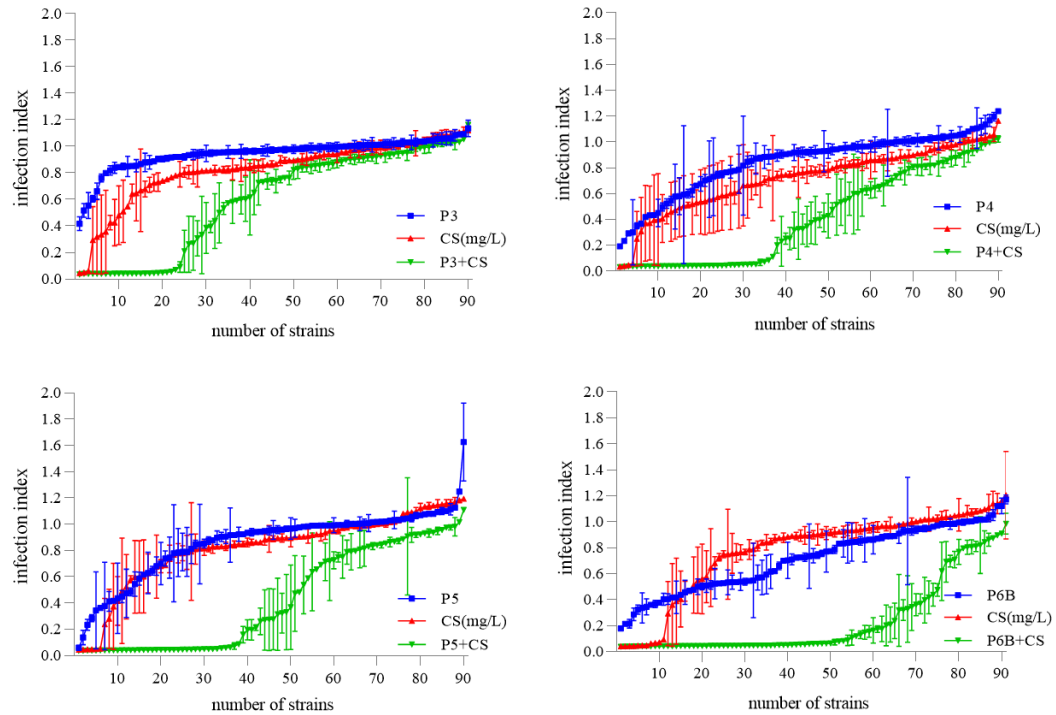 2.0
1.8
1.6
1.4
1.2
1.0
0.8
0.6
0.4
0.2
0.0
infection index
10 20 30 40 50 60 70 80 90
number of strains
P3
CS(mg/L)
P3+CS
2.0
1.8
1.6
1.4
1.2
1.0
0.8
0.6
0.4
0.2
0.0
infection index
10 20 30 40 50 60 70 80 90
number of strains
P4
CS(mg/L)
P4+CS
2.0
1.8
1.6
1.4
1.2
1.0
0.8
0.6
0.4
0.2
0.0
infection index
10 20 30 40 50 60 70 80 90
number of strains
P5
CS(mg/L)
P5+CS
2.0
1.8
1.6
1.4
1.2
1.0
0.8
0.6
0.4
0.2
0.0
infection index
10 20 30 40 50 60 70 80 90
number of strains
P6B
CS(mg/L)
P6B+CS